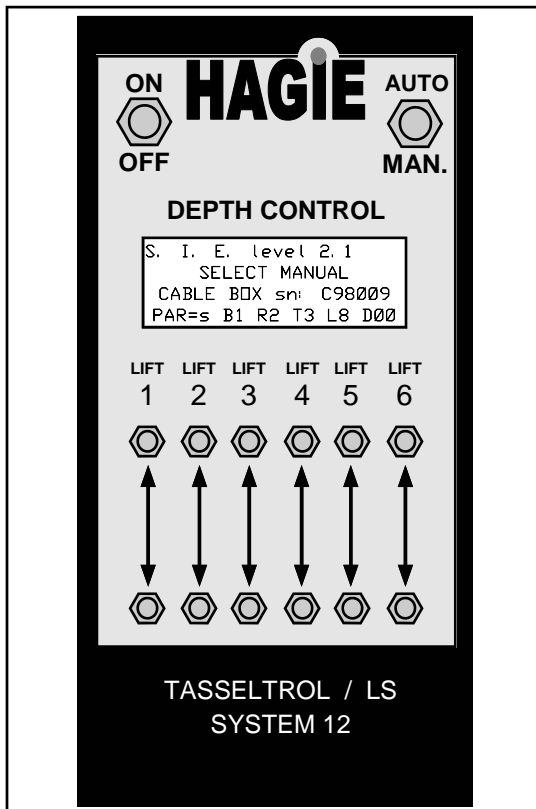 ON HAGIE AUTO
OFF MAN.
DEPTH CONTROL
S. I. E. level 2.1
SELECT MANUAL
CABLE BOX sn: C98009
PAR=s B1 R2 T3 L8 D00
LIFT LIFT LIFT LIFT LIFT LIFT
1 2 3 4 5 6
TASSELTROL / LS
SYSTEM 12